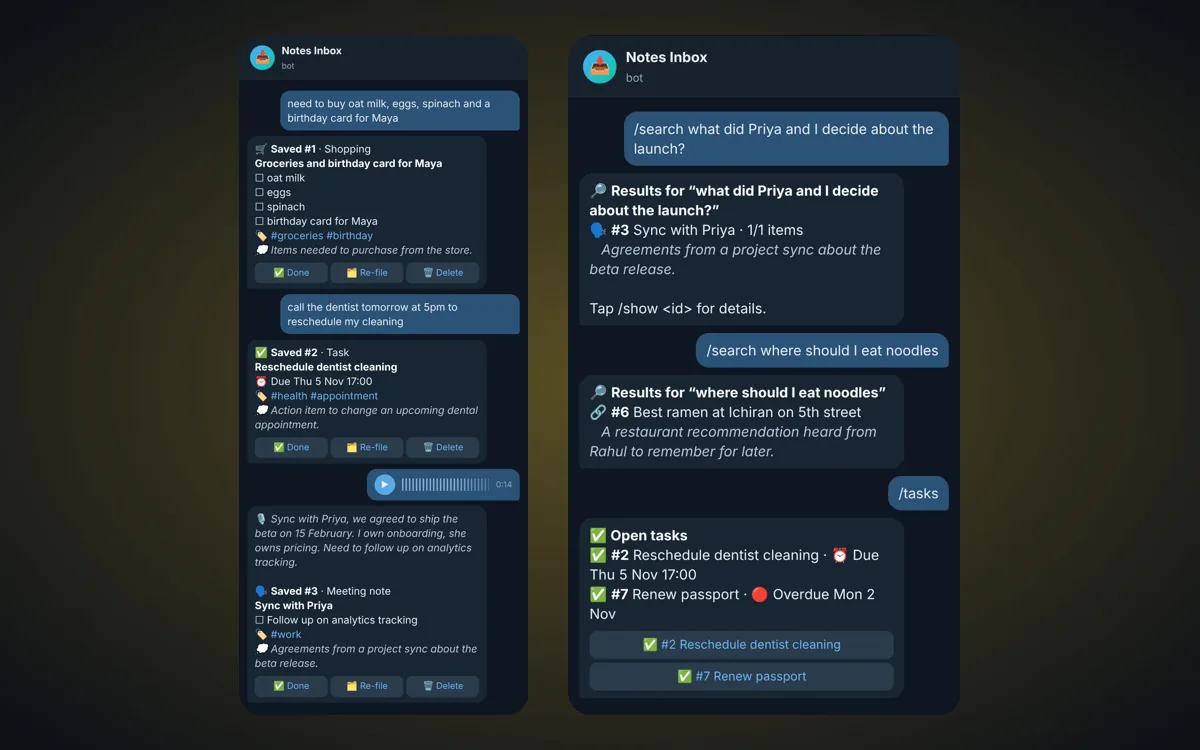 Notes Inbox
bot
need to buy oat milk, eggs, spinach and a
birthday card for Maya
🛒 Saved #1 · Shopping
Groceries and birthday card for Maya
☐ oat milk
☐ eggs
☐ spinach
☐ birthday card for Maya
🏷️ #groceries #birthday
💭 Items needed to purchase from the store.
✅ Done 🗂️ Re-file 🗑️ Delete
call the dentist tomorrow at 5pm to
reschedule my cleaning
✅ Saved #2 · Task
Reschedule dentist cleaning
⏰ Due Thu 5 Nov 17:00
🏷️ #health #appointment
💭 Action item to change an upcoming dental
appointment.
✅ Done 🗂️ Re-file 🗑️ Delete
0:14
🎙️ Sync with Priya, we agreed to ship the
beta on 15 February. I own onboarding, she
owns pricing. Need to follow up on analytics
tracking.
🗣️ Saved #3 · Meeting note
Sync with Priya
☐ Follow up on analytics tracking
🏷️ #work
💭 Agreements from a project sync about the
beta release.
✅ Done 🗂️ Re-file 🗑️ Delete
Notes Inbox
bot
/search what did Priya and I decide about the
launch?
🔎 Results for “what did Priya and I decide
about the launch?”
🗣️ #3 Sync with Priya · 1/1 items
Agreements from a project sync about the
beta release.
Tap /show <id> for details.
/search where should I eat noodles
🔎 Results for “where should I eat noodles”
🔗 #6 Best ramen at Ichiran on 5th street
A restaurant recommendation heard from
Rahul to remember for later.
/tasks
✅ Open tasks
✅ #2 Reschedule dentist cleaning · ⏰ Due
Thu 5 Nov 17:00
✅ #7 Renew passport · 🔴 Overdue Mon 2
Nov
✅ #2 Reschedule dentist cleaning
✅ #7 Renew passport